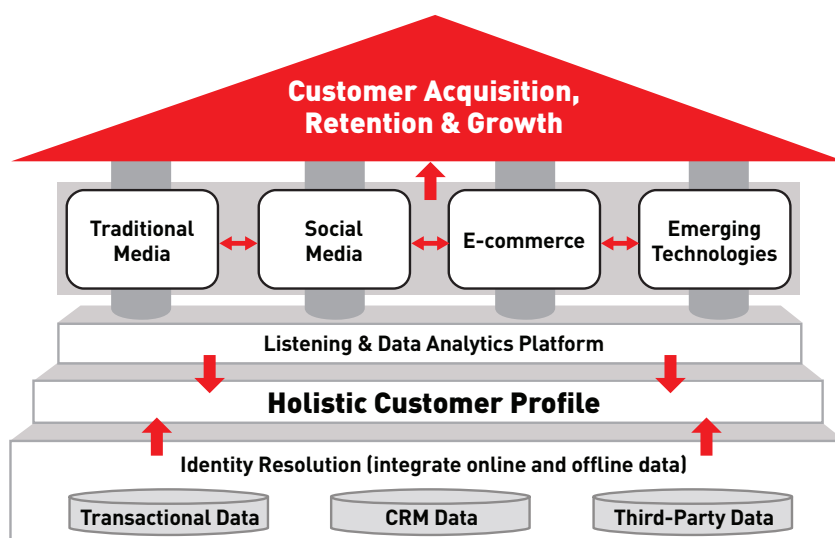 Customer Acquisition,
Retention & Growth
Traditional
Media
Social
Media
E-commerce
Emerging
Technologies
Listening & Data Analytics Platform
Holistic Customer Profile
Identity Resolution (integrate online and offline data)
Transactional Data
CRM Data
Third-Party Data